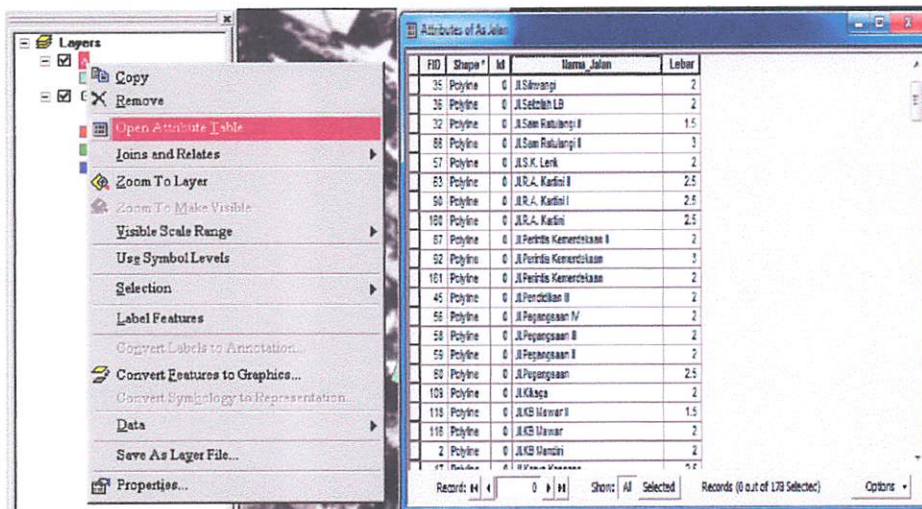 Layers
Copy
Remove
Open Attribute Table
Joins and Relates
Zoom To Layer
Zoom To Make Visible
Visible Scale Range
Use Symbol Levels
Selection
Label Features
Convert Labels to Annotation...
Convert Features to Graphics...
Convert Symbology to Representation...
Data
Save As Layer File...
Properties...
Attributes of As Jalan
FID Shape* Id Nama_Jalan Lebar
35 Polyline 0 Jl.Siliwangi 2
36 Polyline 0 Jl.Sekolah LB 2
32 Polyline 0 Jl.Sam Ratulangi II 1.5
88 Polyline 0 Jl.Sam Ratulangi II 3
57 Polyline 0 Jl.S.K. Lerik 2
63 Polyline 0 Jl.R.A. Kartini II 2.5
90 Polyline 0 Jl.R.A. Kartini I 2.5
160 Polyline 0 Jl.R.A. Kartini 2.5
87 Polyline 0 Jl.Perintis Kemerdekaan II 2
92 Polyline 0 Jl.Perintis Kemerdekaan 3
161 Polyline 0 Jl.Perintis Kemerdekaan 2
45 Polyline 0 Jl.Pendidikan III 2
56 Polyline 0 Jl.Pegangsaan IV 2
58 Polyline 0 Jl.Pegangsaan 2
59 Polyline 0 Jl.Pegangsaan II 2
60 Polyline 0 Jl.Pegangsaan 2.5
109 Polyline 0 2
118 Polyline 0 Jl.KB Mawar II 1.5
116 Polyline 0 Jl.KB Mawar 2
2 Polyline 0 Jl.KB Mandiri 2
Record: 0 Show: All Selected Records (0 out of 178 Selected) Options